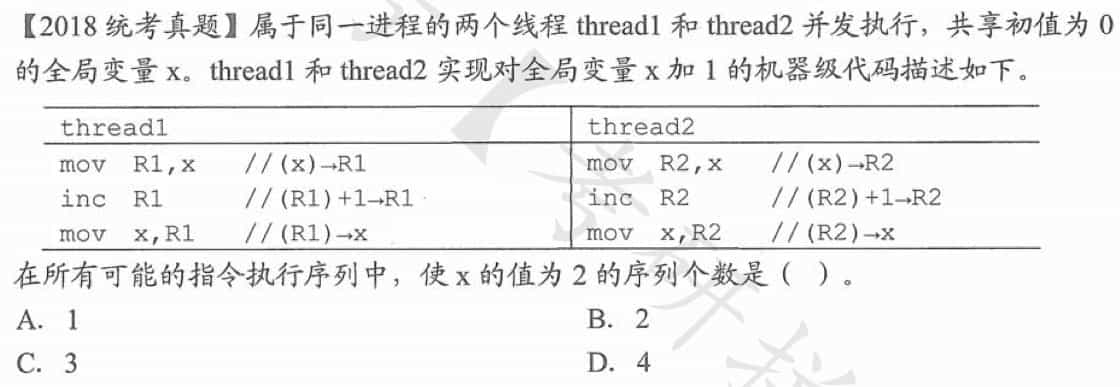 【2018 统考真题】属于同一进程的两个线程 thread1 和 thread2 并发执行，共享初值为 0
的全局变量 x。thread1 和 thread2 实现对全局变量 x 加 1 的机器级代码描述如下。
thread1 thread2
mov R1,x //(x)→R1 mov R2,x //(x)→R2
inc R1 //(R1)+1→R1 inc R2 //(R2)+1→R2
mov x,R1 //(R1)→x mov x,R2 //(R2)→x
在所有可能的指令执行序列中，使 x 的值为 2 的序列个数是（ ）。
A. 1 B. 2
C. 3 D. 4